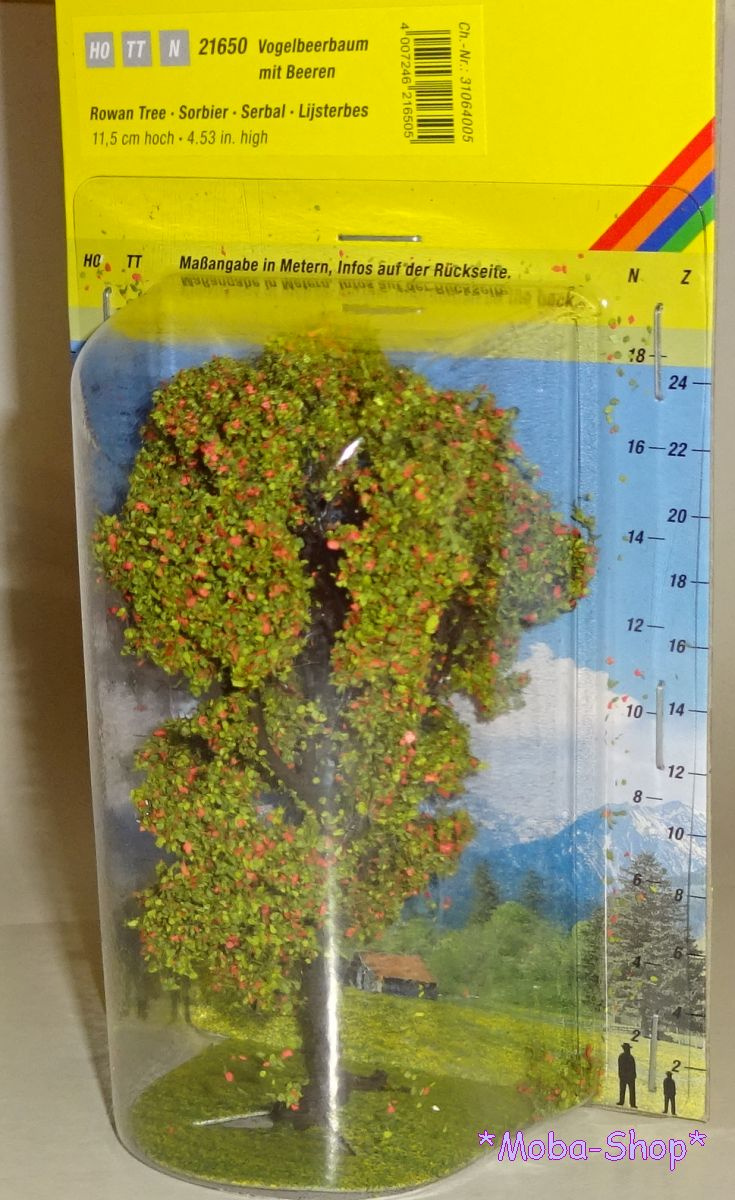 HO TT N 21650 Vogelbeerbaum
mit Beeren
Rowan Tree · Sorbier · Serbal · Lijsterbes
11,5 cm hoch · 4.53 in. high
4 007246 216505
Ch.-Nr.: 31064005
HO TT Maßangabe in Metern, Infos auf der Rückseite. N Z
18
24
16 22
20
14
18
12
16
10 14
12
8
10
6
8
6
4
4
2
2
*Moba-Shop*